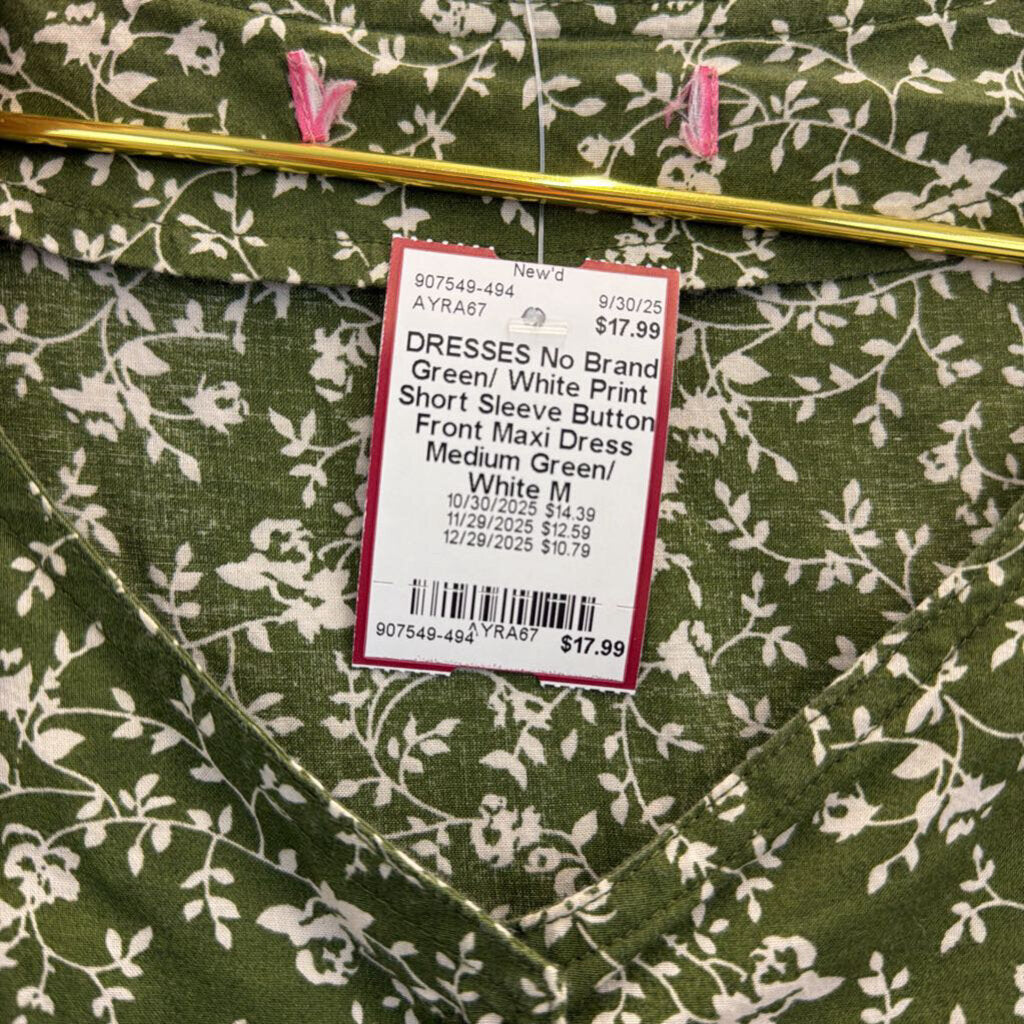 New'd
907549-494 9/30/25
AYRA67 $17.99
DRESSES No Brand
Green/ White Print
Short Sleeve Button
Front Maxi Dress
Medium Green/
White M
10/30/2025 $14.39
11/29/2025 $12.59
12/29/2025 $10.79
907549-494 AYRA67 $17.99